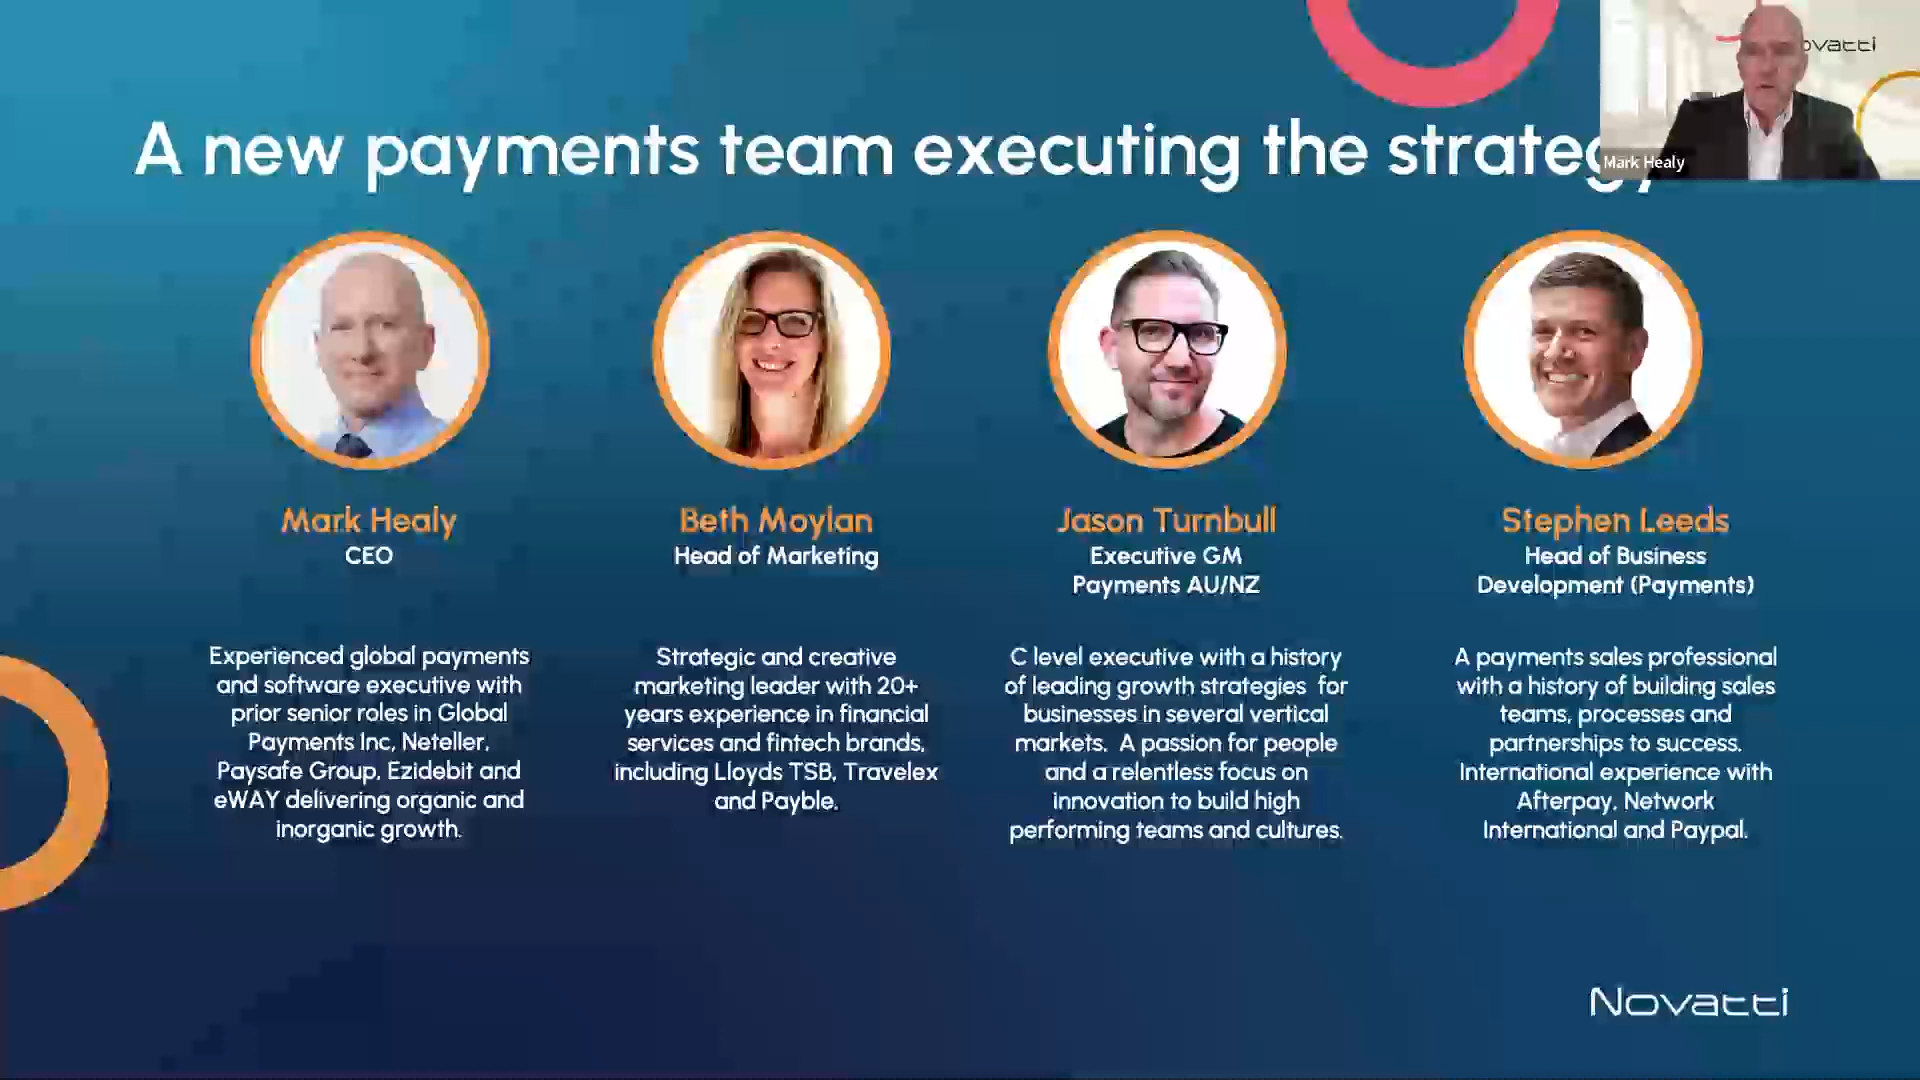 A new payments team executing the strategy
ovatti
Mark Healy
Mark Healy
CEO
Experienced global payments
and software executive with
prior senior roles in Global
Payments Inc, Neteller,
Paysafe Group, Ezidebit and
eWAY delivering organic and
inorganic growth.
Beth Moylan
Head of Marketing
Strategic and creative
marketing leader with 20+
years experience in financial
services and fintech brands,
including Lloyds TSB, Travelex
and Payble.
Jason Turnbull
Executive GM
Payments AU/NZ
C level executive with a history
of leading growth strategies for
businesses in several vertical
markets. A passion for people
and a relentless focus on
innovation to build high
performing teams and cultures.
Stephen Leeds
Head of Business
Development (Payments)
A payments sales professional
with a history of building sales
teams, processes and
partnerships to success.
International experience with
Afterpay, Network
International and Paypal.
Novatti